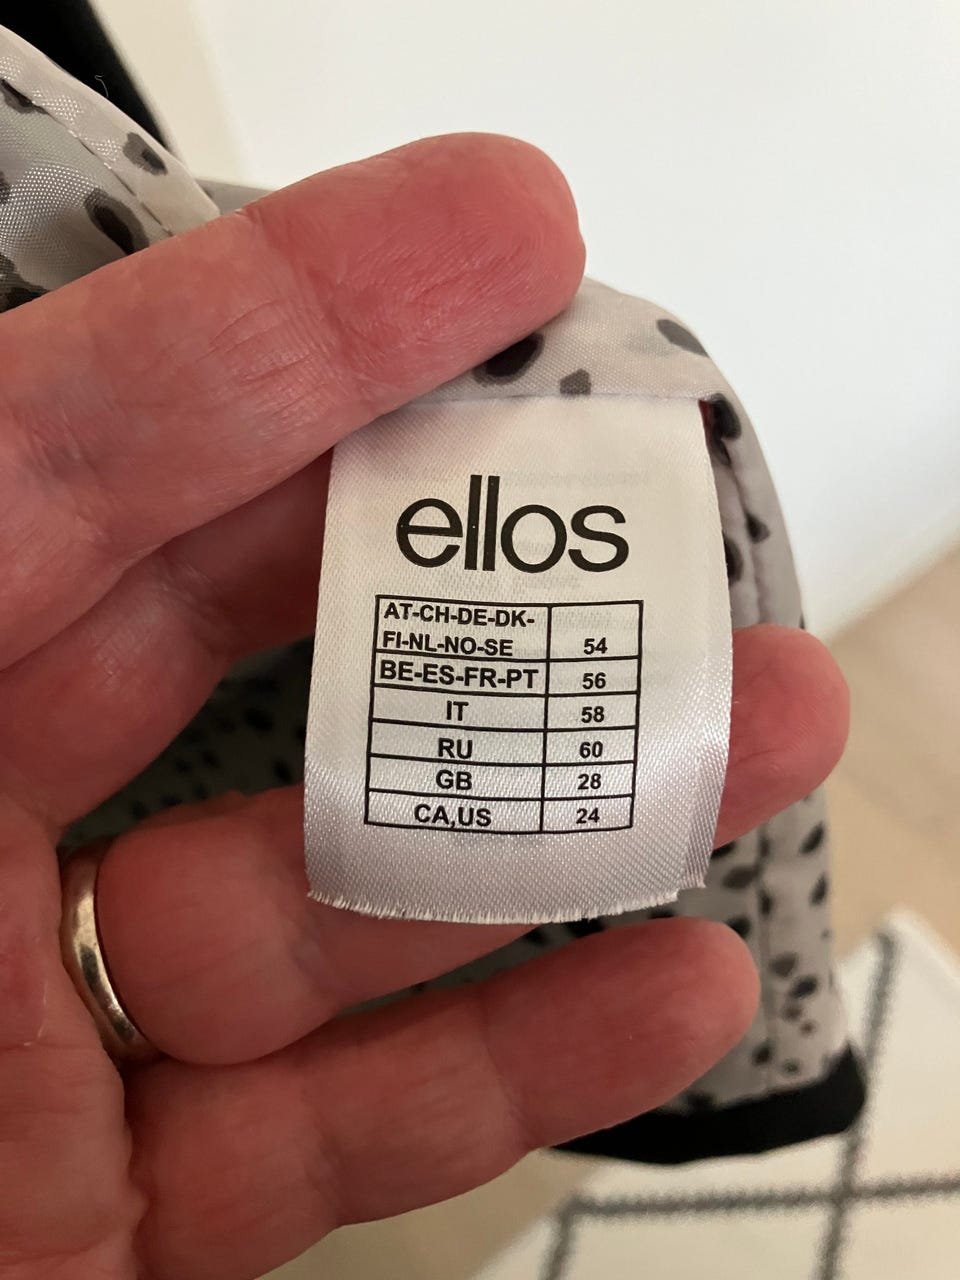 ellos
AT-CH-DE-DK-
FI-NL-NO-SE 54
BE-ES-FR-PT 56
IT 58
RU 60
GB 28
CA,US 24